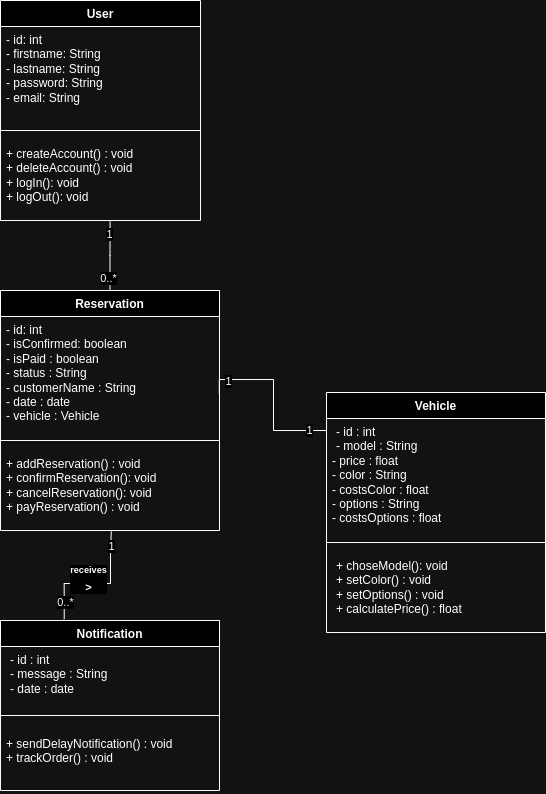 User
- id: int
- firstname: String
- lastname: String
- password: String
- email: String
+ createAccount() : void
+ deleteAccount() : void
+ logIn(): void
+ logOut(): void
1
0..*
Reservation
- id: int
- isConfirmed: boolean
- isPaid : boolean
- status : String
- customerName : String
- date : date
- vehicle : Vehicle
+ addReservation() : void
+ confirmReservation(): void
+ cancelReservation(): void
+ payReservation() : void
1
1
Vehicle
- id : int
- model : String
- price : float
- color : String
- costsColor : float
- options : String
- costsOptions : float
+ choseModel(): void
+ setColor() : void
+ setOptions() : void
+ calculatePrice() : float
1
receives
>
0..*
Notification
- id : int
- message : String
- date : date
+ sendDelayNotification() : void
+ trackOrder() : void